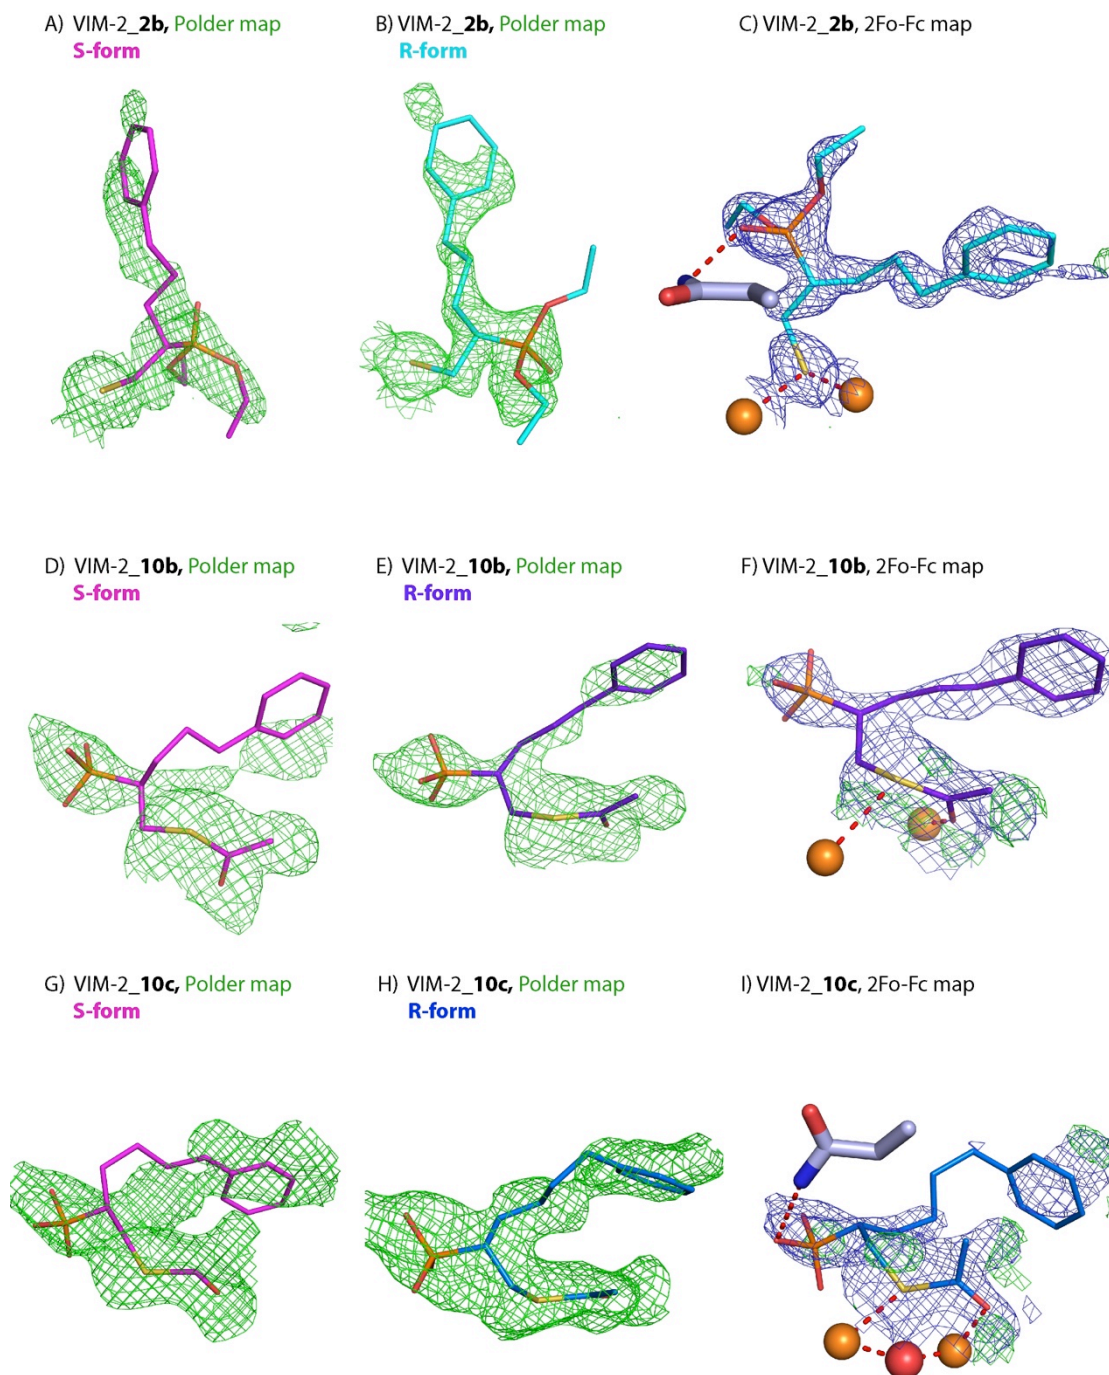 A) VIM-2_2b, Polder map
S-form
B) VIM-2_2b, Polder map
R-form
C) VIM-2_2b, 2Fo-Fc map
D) VIM-2_10b, Polder map
S-form
E) VIM-2_10b, Polder map
R-form
F) VIM-2_10b, 2Fo-Fc map
G) VIM-2_10c, Polder map
S-form
H) VIM-2_10c, Polder map
R-form
I) VIM-2_10c, 2Fo-Fc map